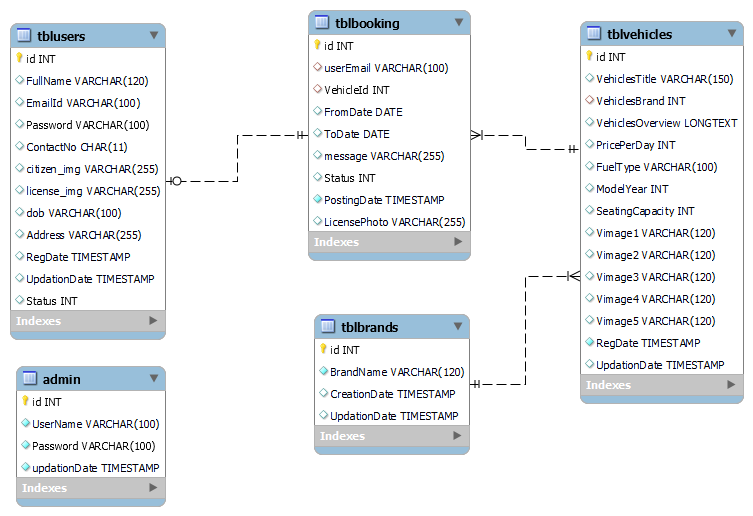 tblusers
id INT
FullName VARCHAR(120)
EmailId VARCHAR(100)
Password VARCHAR(100)
ContactNo CHAR(11)
citizen_img VARCHAR(255)
license_img VARCHAR(255)
dob VARCHAR(100)
Address VARCHAR(255)
RegDate TIMESTAMP
UpdationDate TIMESTAMP
Status INT
Indexes
admin
id INT
UserName VARCHAR(100)
Password VARCHAR(100)
updationDate TIMESTAMP
Indexes
tblbooking
id INT
userEmail VARCHAR(100)
VehicleId INT
FromDate DATE
ToDate DATE
message VARCHAR(255)
Status INT
PostingDate TIMESTAMP
LicensePhoto VARCHAR(255)
Indexes
tblbrands
id INT
BrandName VARCHAR(120)
CreationDate TIMESTAMP
UpdationDate TIMESTAMP
Indexes
tblvehicles
id INT
VehiclesTitle VARCHAR(150)
VehiclesBrand INT
VehiclesOverview LONGTEXT
PricePerDay INT
FuelType VARCHAR(100)
ModelYear INT
SeatingCapacity INT
Vimage1 VARCHAR(120)
Vimage2 VARCHAR(120)
Vimage3 VARCHAR(120)
Vimage4 VARCHAR(120)
Vimage5 VARCHAR(120)
RegDate TIMESTAMP
UpdationDate TIMESTAMP
Indexes